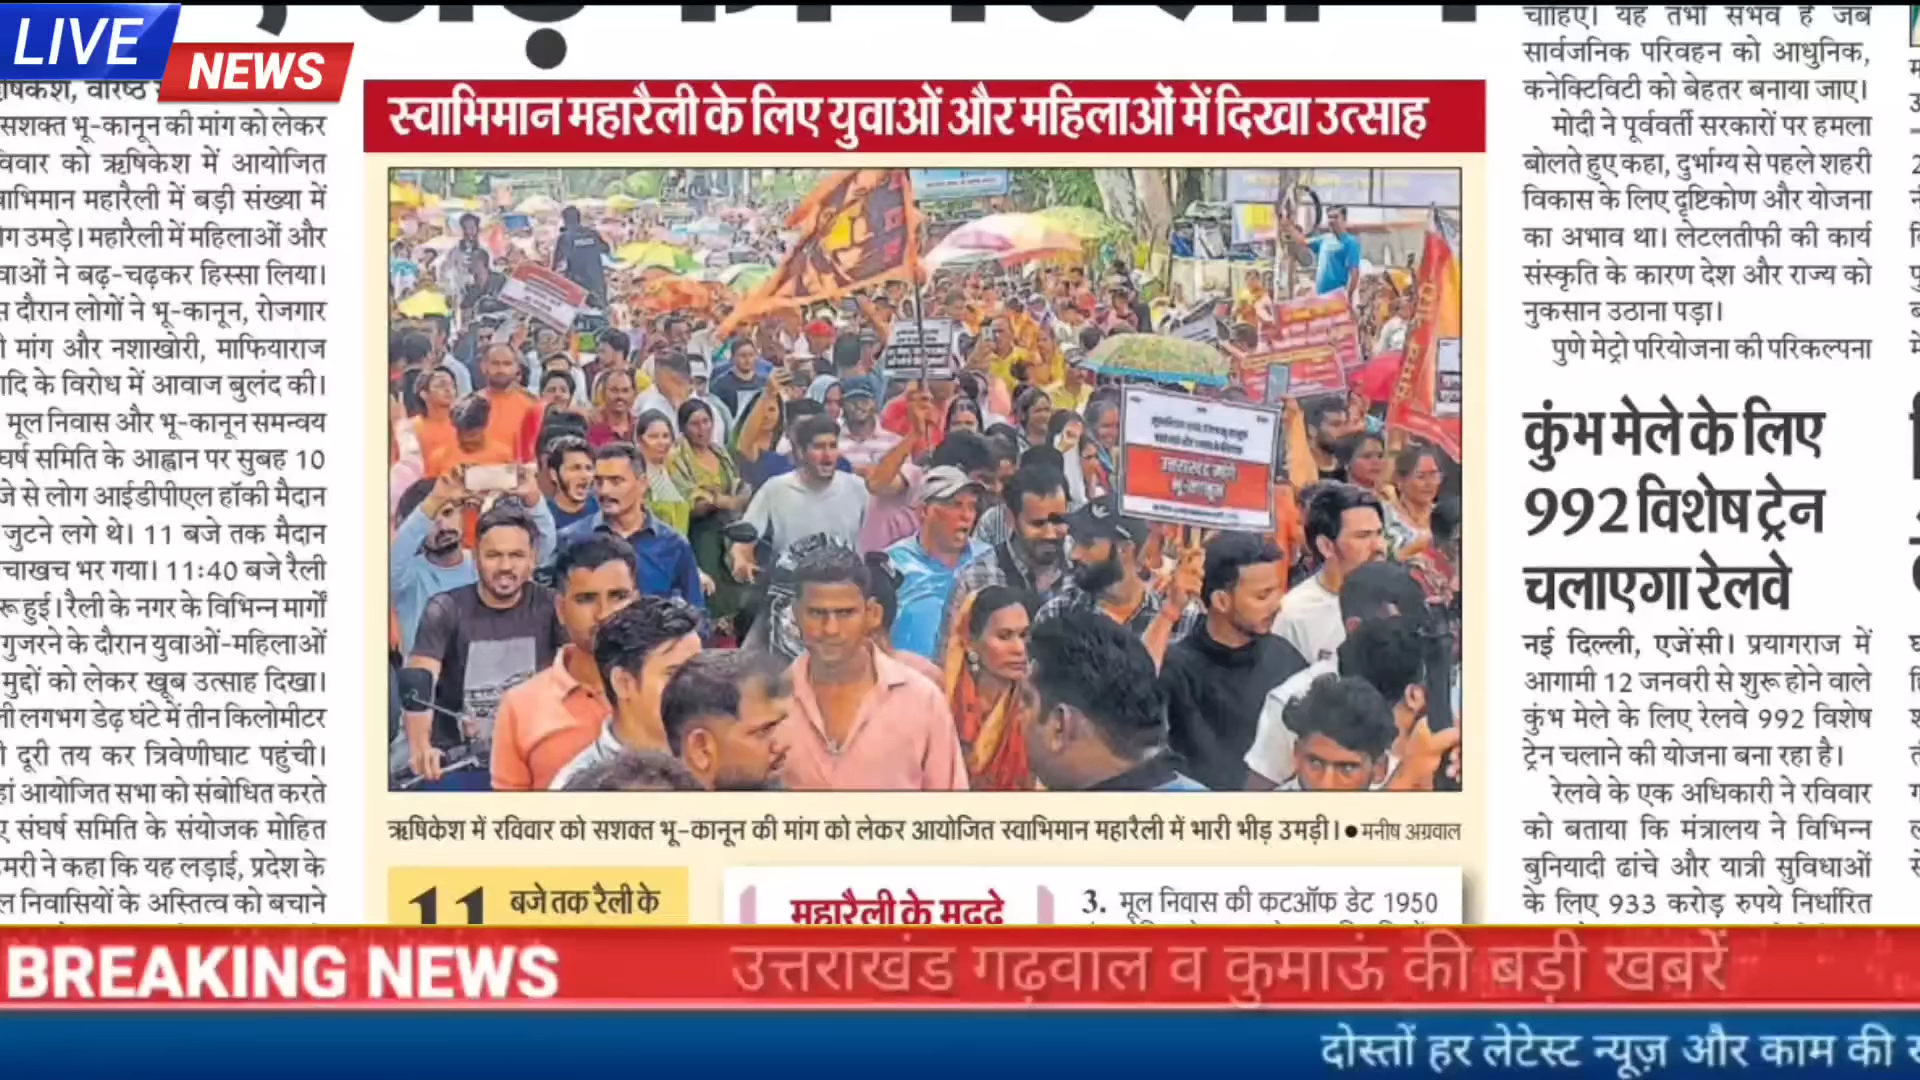 LIVE
NEWS
सशक्त भू-कानून की मांग को लेकर
को ऋषिकेश में आयोजित
महारैली में बड़ी संख्या में
उमड़े। महारैली में महिलाओं और
ने बढ़-चढ़कर हिस्सा लिया।
दौरान लोगों ने भू-कानून, रोजगार
मांग और नशाखोरी, माफियाराज
के विरोध में आवाज बुलंद की।
मूल निवास और भू-कानून समन्वय
समिति के आह्वान पर सुबह 10
से लोग आईडीपीएल हॉकी मैदान
जुटने लगे थे। 11 बजे तक मैदान
भर गया। 11:40 बजे रैली
हुई। रैली के नगर के विभिन्न मार्गों
गुजरने के दौरान युवाओं-महिलाओं
मुद्दों को लेकर खूब उत्साह दिखा।
लगभग डेढ़ घंटे में तीन किलोमीटर
दूरी तय कर त्रिवेणीघाट पहुंची।
आयोजित सभा को संबोधित करते
संघर्ष समिति के संयोजक मोहित
ने कहा कि यह लड़ाई, प्रदेश के
निवासियों के अस्तित्व को बचाने
स्वाभिमान महारैली के लिए युवाओं और महिलाओं में दिखा उत्साह
उत्तराखंड मांगे
भू-कानून
ऋषिकेश में रविवार को सशक्त भू-कानून की मांग को लेकर आयोजित स्वाभिमान महारैली में भारी भीड़ उमड़ी। ● मनीष अग्रवाल
11 बजे तक रैली के
महारैली के मुद्दे
3. मूल निवास की कटऑफ डेट 1950
चाहिए। यह तभी संभव है जब
सार्वजनिक परिवहन को आधुनिक,
कनेक्टिविटी को बेहतर बनाया जाए।
मोदी ने पूर्ववर्ती सरकारों पर हमला
बोलते हुए कहा, दुर्भाग्य से पहले शहरी
विकास के लिए दृष्टिकोण और योजना
का अभाव था। लेटलतीफी की कार्य
संस्कृति के कारण देश और राज्य को
नुकसान उठाना पड़ा।
पुणे मेट्रो परियोजना की परिकल्पना
कुंभ मेले के लिए
992 विशेष ट्रेन
चलाएगा रेलवे
नई दिल्ली, एजेंसी। प्रयागराज में
आगामी 12 जनवरी से शुरू होने वाले
कुंभ मेले के लिए रेलवे 992 विशेष
ट्रेन चलाने की योजना बना रहा है।
रेलवे के एक अधिकारी ने रविवार
को बताया कि मंत्रालय ने विभिन्न
बुनियादी ढांचे और यात्री सुविधाओं
के लिए 933 करोड़ रुपये निर्धारित
BREAKING NEWS
उत्तराखंड गढ़वाल व कुमाऊं की बड़ी खबरें
दोस्तों हर लेटेस्ट न्यूज़ और काम की